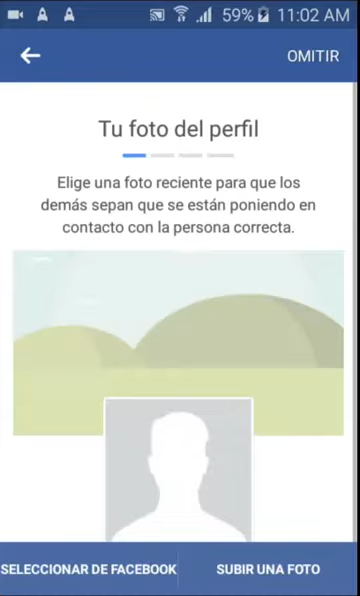 59% 11:02 AM
OMITIR
Tu foto del perfil
Elige una foto reciente para que los
demás sepan que se están poniendo en
contacto con la persona correcta.
SELECCIONAR DE FACEBOOK SUBIR UNA FOTO